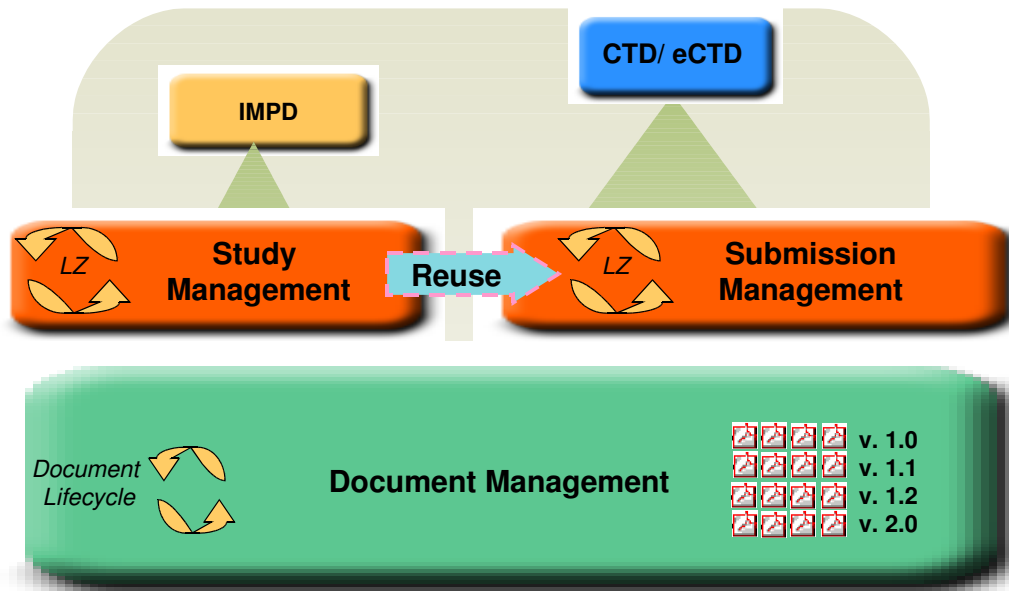 CTD/ eCTD
IMPD
LZ
Study
Management
Reuse
LZ
Submission
Management
Document
Lifecycle
Document Management
v. 1.0
v. 1.1
v. 1.2
v. 2.0